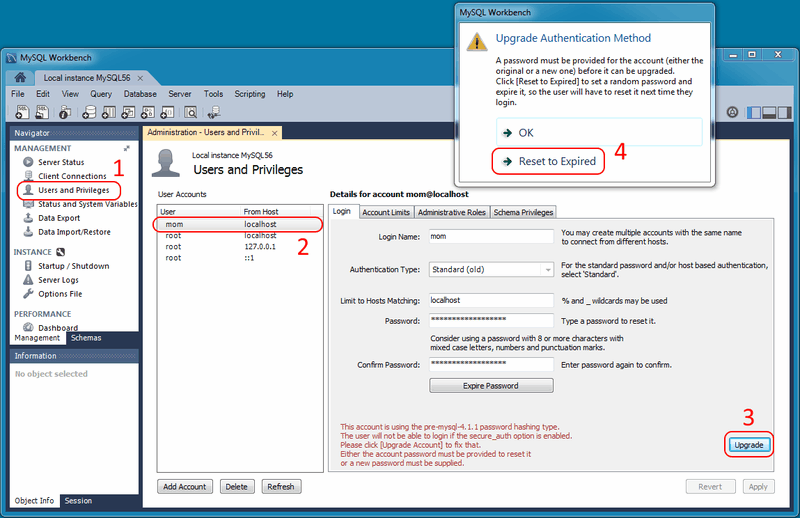 MySQL Workbench
Upgrade Authentication Method
A password must be provided for the account (either the
original or a new one) before it can be upgraded.
Click [Reset to Expired] to set a random password and
expire it, so the user will have to reset it next time they
login.
OK
Reset to Expired
4
MySQL Workbench
Local instance MySQL56
File Edit View Query Database Server Tools Scripting Help
Navigator
MANAGEMENT
1
Server Status
Client Connections
Users and Privileges
Status and System Variables
Data Export
Data Import/Restore
INSTANCE
Startup / Shutdown
Server Logs
Options File
PERFORMANCE
Dashboard
Management Schemas
Information
No object selected
Object Info Session
Administration - Users and Privil...
Local instance MySQL56
Users and Privileges
User Accounts
User From Host
mom localhost
root localhost
root 127.0.0.1
root ::1
2
Add Account Delete Refresh
Details for account mom@localhost
Login Account Limits Administrative Roles Schema Privileges
Login Name: mom
You may create multiple accounts with the same name
to connect from different hosts.
Authentication Type: Standard (old)
For the standard password and/or host based authentication,
select 'Standard'.
Limit to Hosts Matching: localhost % and _ wildcards may be used
Password: ****************** Type a password to reset it.
Consider using a password with 8 or more characters with
mixed case letters, numbers and punctuation marks.
Confirm Password: ****************** Enter password again to confirm.
Expire Password
This account is using the pre-mysql-4.1.1 password hashing type.
The user will not be able to login if the secure_auth option is enabled.
Please click [Upgrade Account] to fix that.
Either the account password must be provided to reset it
or a new password must be supplied.
3
Upgrade
Revert Apply